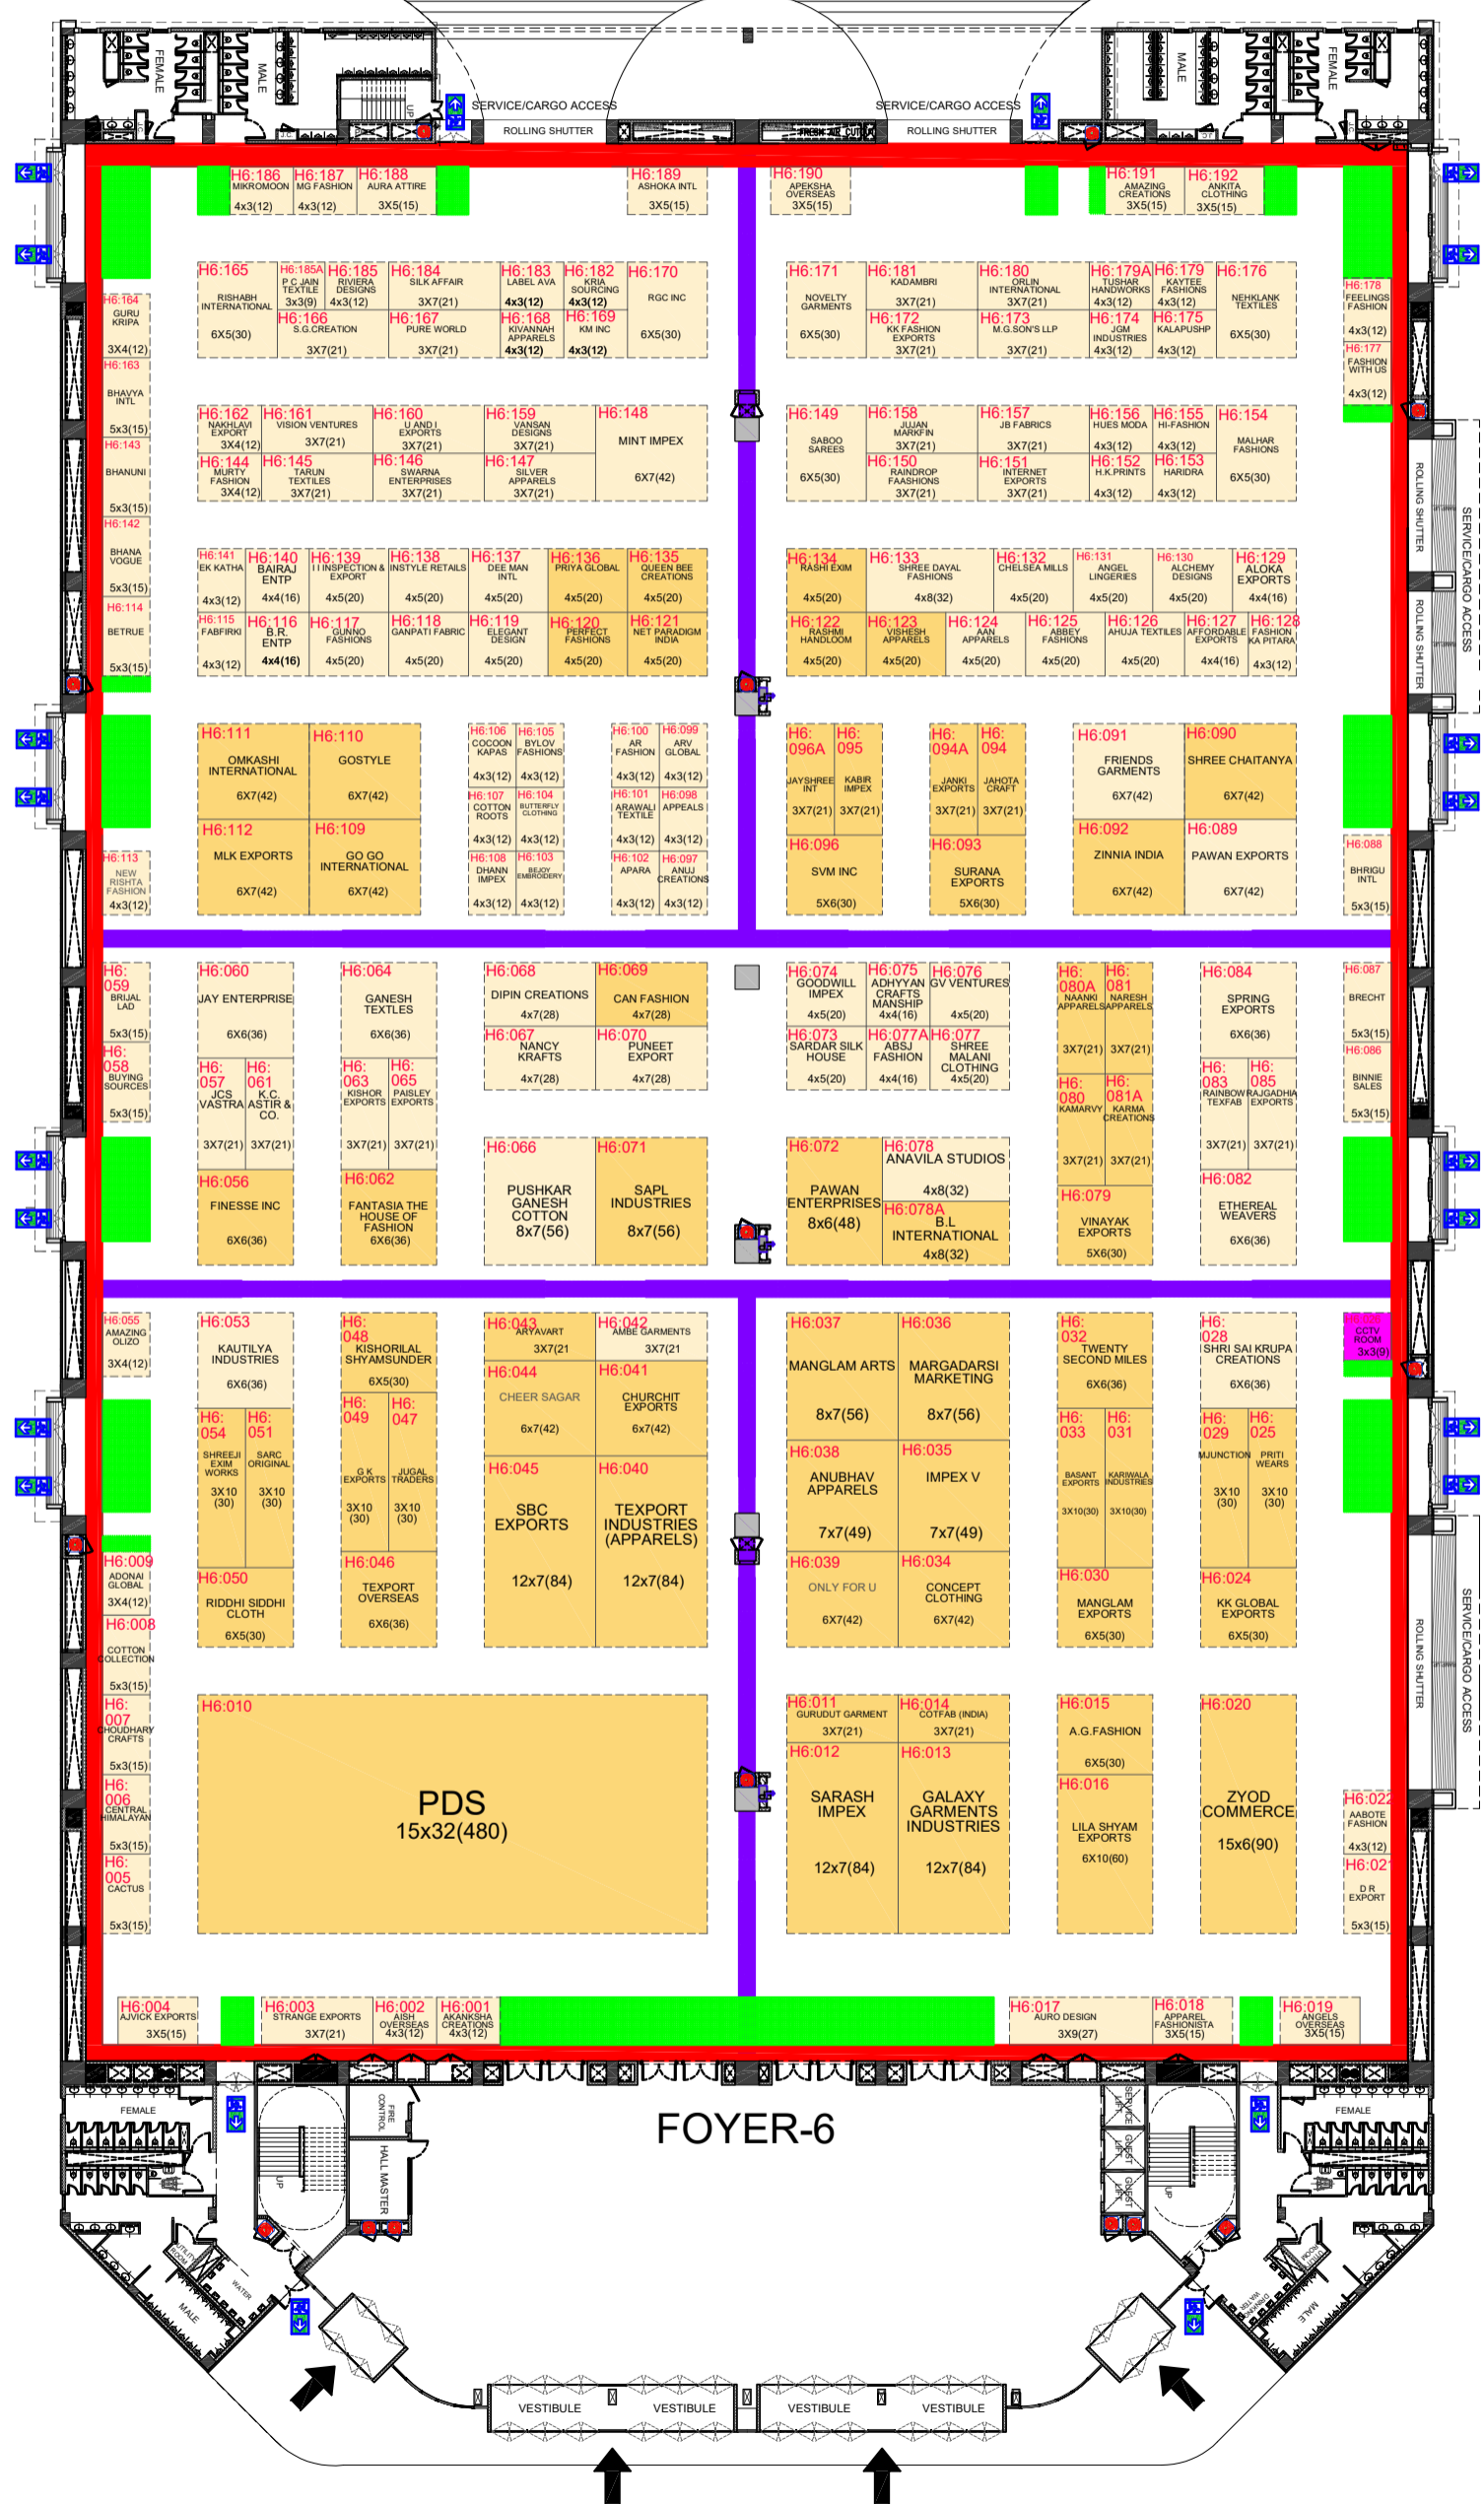 FEMALE
MALE
UP
SERVICE/CARGO ACCESS
SERVICE/CARGO ACCESS
MALE
FEMALE
ROLLING SHUTTER
FRESH AIR CUTOUT
ROLLING SHUTTER
H6:186
MIKROMOON
4x3(12)
H6:187
MG FASHION
4x3(12)
H6:188
AURA ATTIRE
3X5(15)
H6:189
ASHOKA INTL
3X5(15)
H6:190
APEKSHA
OVERSEAS
3X5(15)
H6:191
AMAZING
CREATIONS
3X5(15)
H6:192
ANKITA
CLOTHING
3X5(15)
H6:165
RISHABH
INTERNATIONAL
6X5(30)
H6:185A
P C JAIN
TEXTILE
3x3(9)
H6:185
RIVIERA
DESIGNS
4x3(12)
H6:184
SILK AFFAIR
3X7(21)
H6:183
LABEL AVA
4x3(12)
H6:182
KRIA
SOURCING
4x3(12)
H6:170
RGC INC
6X5(30)
H6:166
S.G.CREATION
3X7(21)
H6:167
PURE WORLD
3X7(21)
H6:168
KIVANNAH
APPARELS
4x3(12)
H6:169
KM INC
4x3(12)
H6:171
NOVELTY
GARMENTS
6X5(30)
H6:181
KADAMBRI
3X7(21)
H6:180
ORLIN
INTERNATIONAL
3X7(21)
H6:179A
TUSHAR
HANDWORKS
4x3(12)
H6:179
KAYTEE
FASHIONS
4x3(12)
H6:176
NEHKLANK
TEXTILES
6X5(30)
H6:172
KK FASHION
EXPORTS
3X7(21)
H6:173
M.G.SON'S LLP
3X7(21)
H6:174
JGM
INDUSTRIES
4x3(12)
H6:175
KALAPUSHP
4x3(12)
H6:178
FEELINGS
FASHION
4x3(12)
H6:177
FASHION
WITH US
4x3(12)
H6:164
GURU
KRIPA
3X4(12)
H6:163
BHAVYA
INTL
5x3(15)
H6:143
BHANUNI
5x3(15)
H6:142
BHANA
VOGUE
5x3(15)
H6:114
BETRUE
5x3(15)
H6:162
NAKHLAVI
EXPORT
3X4(12)
H6:161
VISION VENTURES
3X7(21)
H6:160
U AND I
EXPORTS
3X7(21)
H6:159
VANSAN
DESIGNS
3X7(21)
H6:148
MINT IMPEX
6X7(42)
H6:144
MURTY
FASHION
3X4(12)
H6:145
TARUN
TEXTILES
3X7(21)
H6:146
SWARNA
ENTERPRISES
3X7(21)
H6:147
SILVER
APPARELS
3X7(21)
H6:149
SABOO
SAREES
6X5(30)
H6:158
JUJAN
MARKFIN
3X7(21)
H6:157
JB FABRICS
3X7(21)
H6:156
HUES MODA
4x3(12)
H6:155
HI-FASHION
4x3(12)
H6:154
MALHAR
FASHIONS
6X5(30)
H6:150
RAINDROP
FAASHIONS
3X7(21)
H6:151
INTERNET
EXPORTS
3X7(21)
H6:152
H.K.PRINTS
4x3(12)
H6:153
HARIDRA
4x3(12)
ROLLING SHUTTER
ROLLING SHUTTER
SERVICE/CARGO ACCESS
H6:141
EK KATHA
4x3(12)
H6:140
BAIRAJ
ENTP
4x4(16)
H6:139
I I INSPECTION &
EXPORT
4x5(20)
H6:138
INSTYLE RETAILS
4x5(20)
H6:137
DEE MAN
INTL
4x5(20)
H6:136
PRIYA GLOBAL
4x5(20)
H6:135
QUEEN BEE
CREATIONS
4x5(20)
H6:115
FABFIRKI
4x3(12)
H6:116
B.R.
ENTP
4x4(16)
H6:117
GUNNO
FASHIONS
4x5(20)
H6:118
GANPATI FABRIC
4x5(20)
H6:119
ELEGANT
DESIGN
4x5(20)
H6:120
PERFECT
FASHIONS
4x5(20)
H6:121
NET PARADIGM
INDIA
4x5(20)
H6:134
RASHI EXIM
4x5(20)
H6:133
SHREE DAYAL
FASHIONS
4x8(32)
H6:132
CHELSEA MILLS
4x5(20)
H6:131
ANGEL
LINGERIES
4x5(20)
H6:130
ALCHEMY
DESIGNS
4x5(20)
H6:129
ALOKA
EXPORTS
4x4(16)
H6:122
RASHMI
HANDLOOM
4x5(20)
H6:123
VISHESH
APPARELS
4x5(20)
H6:124
AAN
APPARELS
4x5(20)
H6:125
ABBEY
FASHIONS
4x5(20)
H6:126
AHUJA TEXTILES
4x5(20)
H6:127
AFFORDABLE
EXPORTS
4x4(16)
H6:128
FASHION
KA PITARA
4x3(12)
H6:111
OMKASHI
INTERNATIONAL
6X7(42)
H6:110
GOSTYLE
6X7(42)
H6:112
MLK EXPORTS
6X7(42)
H6:109
GO GO
INTERNATIONAL
6X7(42)
H6:106
COCOON
KAPAS
4x3(12)
H6:105
BYLOV
FASHIONS
4x3(12)
H6:107
COTTON
ROOTS
4x3(12)
H6:104
BUTTERFLY
CLOTHING
4x3(12)
H6:108
DHANN
IMPEX
4x3(12)
H6:103
BEJOY
EMBROIDERY
4x3(12)
H6:100
AR
FASHION
4x3(12)
H6:099
ARV
GLOBAL
4x3(12)
H6:101
ARAWALI
TEXTILE
4x3(12)
H6:098
APPEALS
4x3(12)
H6:102
APARA
4x3(12)
H6:097
ANUJ
CREATIONS
4x3(12)
H6:
096A
JAYSHREE
INT
3X7(21)
H6:
095
KABIR
IMPEX
3X7(21)
H6:096
SVM INC
5X6(30)
H6:
094A
JANKI
EXPORTS
3X7(21)
H6:
094
JAHOTA
CRAFT
3X7(21)
H6:093
SURANA
EXPORTS
5X6(30)
H6:091
FRIENDS
GARMENTS
6X7(42)
H6:090
SHREE CHAITANYA
6X7(42)
H6:092
ZINNIA INDIA
6X7(42)
H6:089
PAWAN EXPORTS
6X7(42)
H6:113
NEW
RISHTA
FASHION
4x3(12)
H6:088
BHRIGU
INTL
5x3(15)
H6:
059
BRIJAL
LAD
5x3(15)
H6:
058
BUYING
SOURCES
5x3(15)
H6:060
JAY ENTERPRISE
6X6(36)
H6:
057
JCS
VASTRA
3X7(21)
H6:
061
K.C.
ASTIR &
CO.
3X7(21)
H6:056
FINESSE INC
6X6(36)
H6:064
GANESH
TEXTLES
6X6(36)
H6:
063
KISHOR
EXPORTS
3X7(21)
H6:
065
PAISLEY
EXPORTS
3X7(21)
H6:062
FANTASIA THE
HOUSE OF
FASHION
6X6(36)
H6:068
DIPIN CREATIONS
4x7(28)
H6:069
CAN FASHION
4x7(28)
H6:067
NANCY
KRAFTS
4x7(28)
H6:070
PUNEET
EXPORT
4x7(28)
H6:066
PUSHKAR
GANESH
COTTON
8x7(56)
H6:071
SAPL
INDUSTRIES
8x7(56)
H6:074
GOODWILL
IMPEX
4x5(20)
H6:075
ADHYYAN
CRAFTS
MANSHIP
4x4(16)
H6:076
GV VENTURES
4x5(20)
H6:073
SARDAR SILK
HOUSE
4x5(20)
H6:077A
ABSJ
FASHION
4x4(16)
H6:077
SHREE
MALANI
CLOTHING
4x5(20)
H6:072
PAWAN
ENTERPRISES
8x6(48)
H6:078
ANAVILA STUDIOS
4x8(32)
H6:078A
B.L
INTERNATIONAL
4x8(32)
H6:
080A
NAANKI
APPARELS
3X7(21)
H6:
081
NARESH
APPARELS
3X7(21)
H6:
080
KAMARVY
3X7(21)
H6:
081A
KARMA
CREATIONS
3X7(21)
H6:079
VINAYAK
EXPORTS
5X6(30)
H6:084
SPRING
EXPORTS
6X6(36)
H6:
083
RAINBOW
TEXFAB
3X7(21)
H6:
085
RAJGADHIA
EXPORTS
3X7(21)
H6:082
ETHEREAL
WEAVERS
6X6(36)
H6:087
BRECHT
5x3(15)
H6:086
BINNIE
SALES
5x3(15)
H6:055
AMAZING
OLIZO
3X4(12)
H6:053
KAUTILYA
INDUSTRIES
6X6(36)
H6:
054
SHREEJI
EXIM
WORKS
3X10
(30)
H6:
051
SARC
ORIGINAL
3X10
(30)
H6:050
RIDDHI SIDDHI
CLOTH
6X5(30)
H6:
048
KISHORILAL
SHYAMSUNDER
6X5(30)
H6:
049
G K
EXPORTS
3X10
(30)
H6:
047
JUGAL
TRADERS
3X10
(30)
H6:046
TEXPORT
OVERSEAS
6X6(36)
H6:043
ARYAVART
3X7(21
H6:042
AMBE GARMENTS
3X7(21
H6:044
CHEER SAGAR
6x7(42)
H6:041
CHURCHIT
EXPORTS
6x7(42)
H6:045
SBC
EXPORTS
12x7(84)
H6:040
TEXPORT
INDUSTRIES
(APPARELS)
12x7(84)
H6:037
MANGLAM ARTS
8x7(56)
H6:036
MARGADARSI
MARKETING
8x7(56)
H6:038
ANUBHAV
APPARELS
7x7(49)
H6:035
IMPEX V
7x7(49)
H6:039
ONLY FOR U
6X7(42)
H6:034
CONCEPT
CLOTHING
6X7(42)
H6:
032
TWENTY
SECOND MILES
6X6(36)
H6:
033
BASANT
EXPORTS
3X10(30)
H6:
031
KARIWALA
INDUSTRIES
3X10(30)
H6:030
MANGLAM
EXPORTS
6X5(30)
H6:
028
SHRI SAI KRUPA
CREATIONS
6X6(36)
H6:
029
MJUNCTION
3X10
(30)
H6:
025
PRITI
WEARS
3X10
(30)
H6:024
KK GLOBAL
EXPORTS
6X5(30)
CCTV
ROOM
3x3(9)
H6:009
ADONAI
GLOBAL
3X4(12)
H6:008
COTTON
COLLECTION
5x3(15)
H6:
007
CHOUDHARY
CRAFTS
5x3(15)
H6:
006
CENTRAL
HIMALAYAN
5x3(15)
H6:
005
CACTUS
5x3(15)
ROLLING SHUTTER
SERVICE/CARGO ACCESS
H6:010
PDS
15x32(480)
H6:011
GURUDUT GARMENT
3X7(21)
H6:014
COTFAB (INDIA)
3X7(21)
H6:012
SARASH
IMPEX
12x7(84)
H6:013
GALAXY
GARMENTS
INDUSTRIES
12x7(84)
H6:015
A.G.FASHION
6X5(30)
H6:016
LILA SHYAM
EXPORTS
6X10(60)
H6:020
ZYOD
COMMERCE
15x6(90)
H6:022
AABOTE
FASHION
4x3(12)
H6:021
D R
EXPORT
5x3(15)
H6:004
AJVICK EXPORTS
3X5(15)
H6:003
STRANGE EXPORTS
3X7(21)
H6:002
AISH
OVERSEAS
4x3(12)
H6:001
AKANKSHA
CREATIONS
4x3(12)
H6:017
AURO DESIGN
3X9(27)
H6:018
APPAREL
FASHIONISTA
3X5(15)
H6:019
ANGELS
OVERSEAS
3X5(15)
FEMALE
UP
FIRE
CONTROL
HALL MASTER
FOYER-6
SERVICE
LIFT
GUEST
LIFT
GUEST
LIFT
UP
FEMALE
UTILITY
ROOM
WATER
MALE
UTILITY
ROOM
DRINKING
WATER
MALE
VESTIBULE
VESTIBULE
VESTIBULE
VESTIBULE